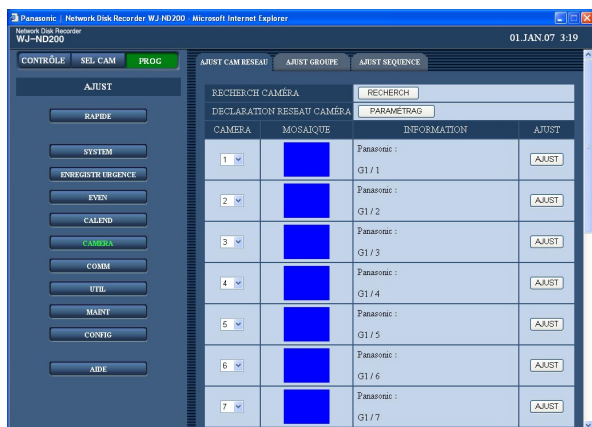 Panasonic | Network Disk Recorder WJ-ND200 - Microsoft Internet Explorer
Network Disk Recorder
WJ-ND200
01.JAN.07 3:19
CONTRÔLE SEL CAM PROG
AJUST
RAPIDE
SYSTEM
ENREGISTR URGENCE
EVEN
CALEND
CAMERA
COMM
UTIL
MAINT
CONFIG
AIDE
AJUST CAM RESEAU AJUST GROUPE AJUST SEQUENCE
RECHERCH CAMÉRA RECHERCH
DECLARATION RESEAU CAMÉRA PARAMÉTRAG
CAMERA MOSAIQUE INFORMATION AJUST
Panasonic :
1 AJUST
G1 / 1
Panasonic :
2 AJUST
G1 / 2
Panasonic :
3 AJUST
G1 / 3
Panasonic :
4 AJUST
G1 / 4
Panasonic :
5 AJUST
G1 / 5
Panasonic :
6 AJUST
G1 / 6
Panasonic :
7 AJUST
G1 / 7